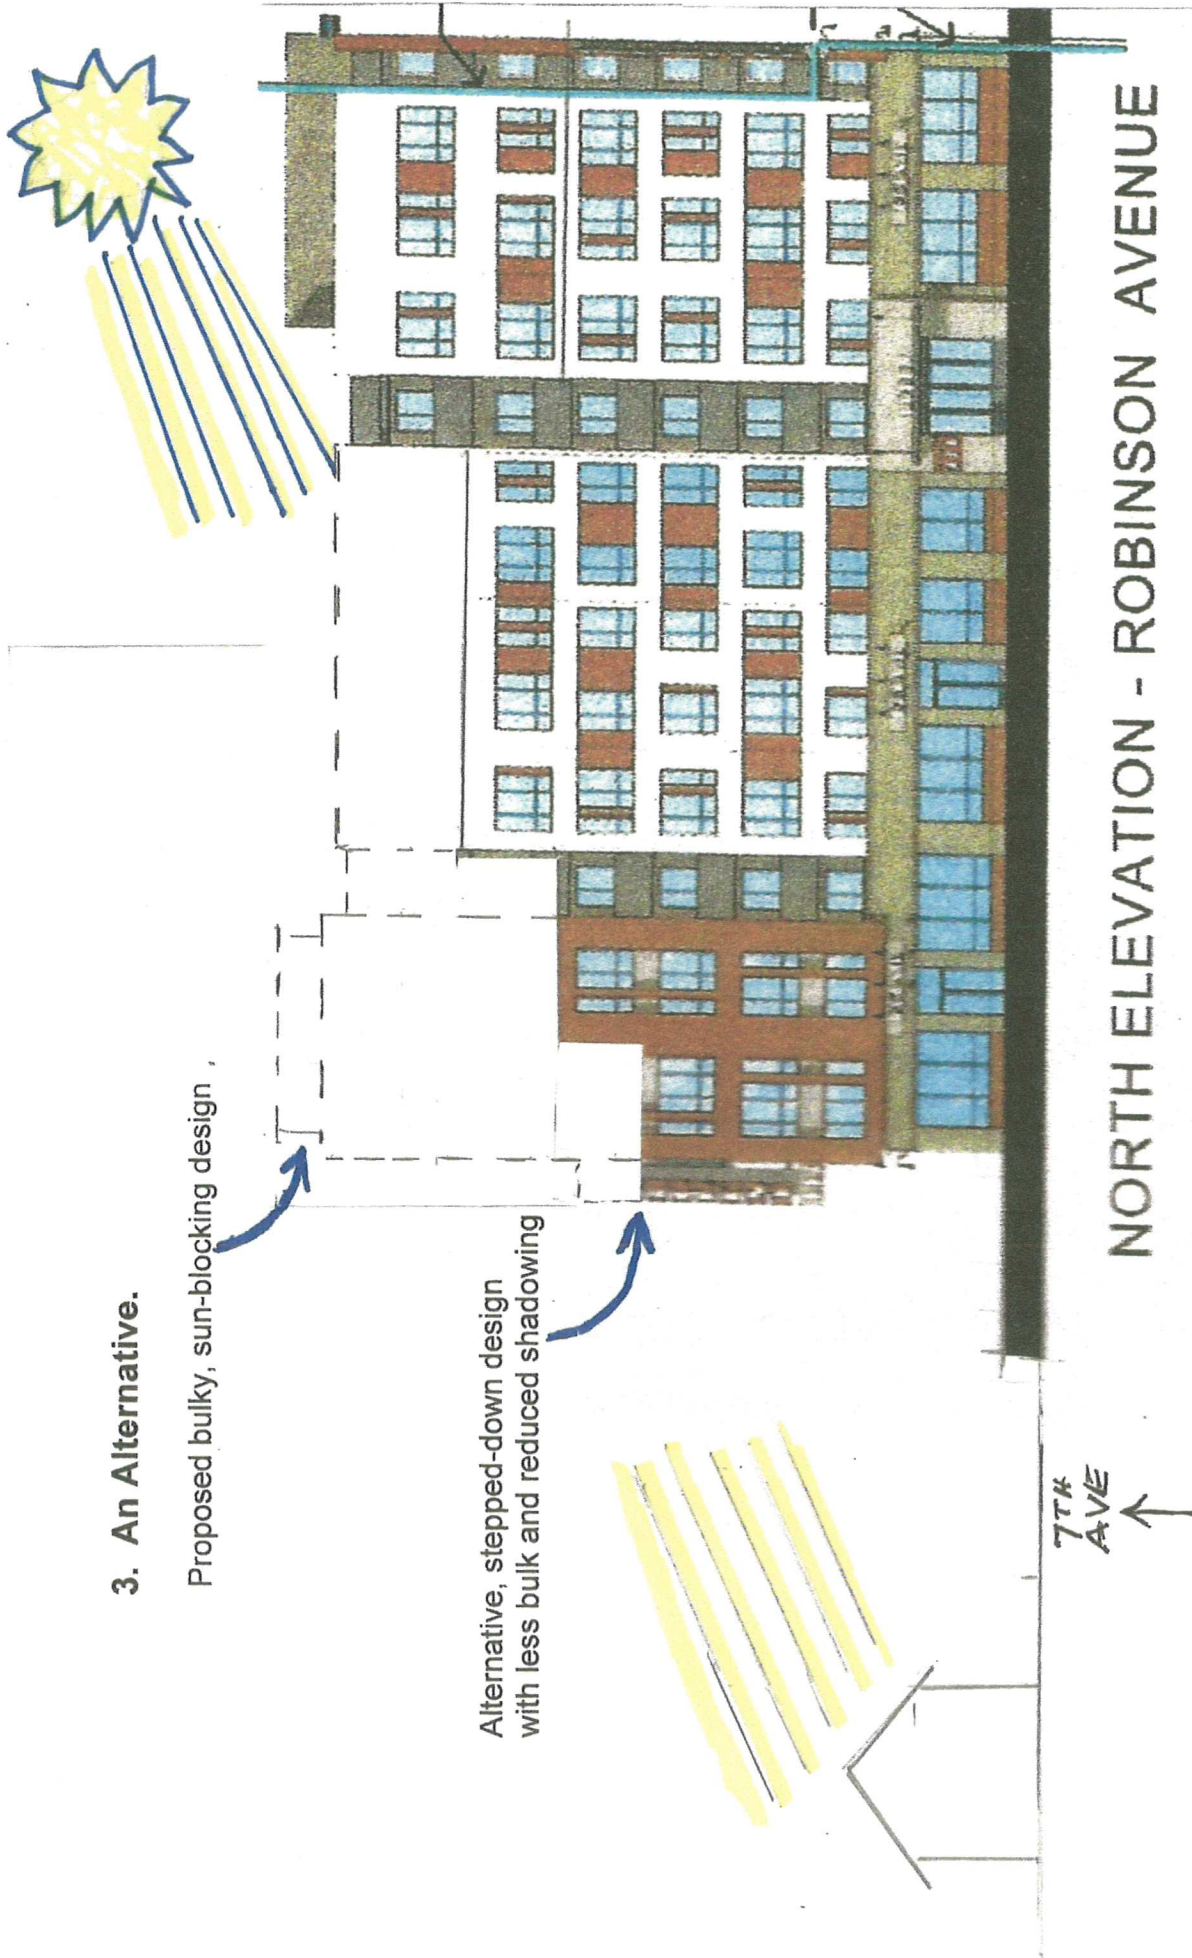 3. An Alternative.
Proposed bulky, sun-blocking design ,
Alternative, stepped-down design
with less bulk and reduced shadowing
7TH
AVE
NORTH ELEVATION - ROBINSON AVENUE